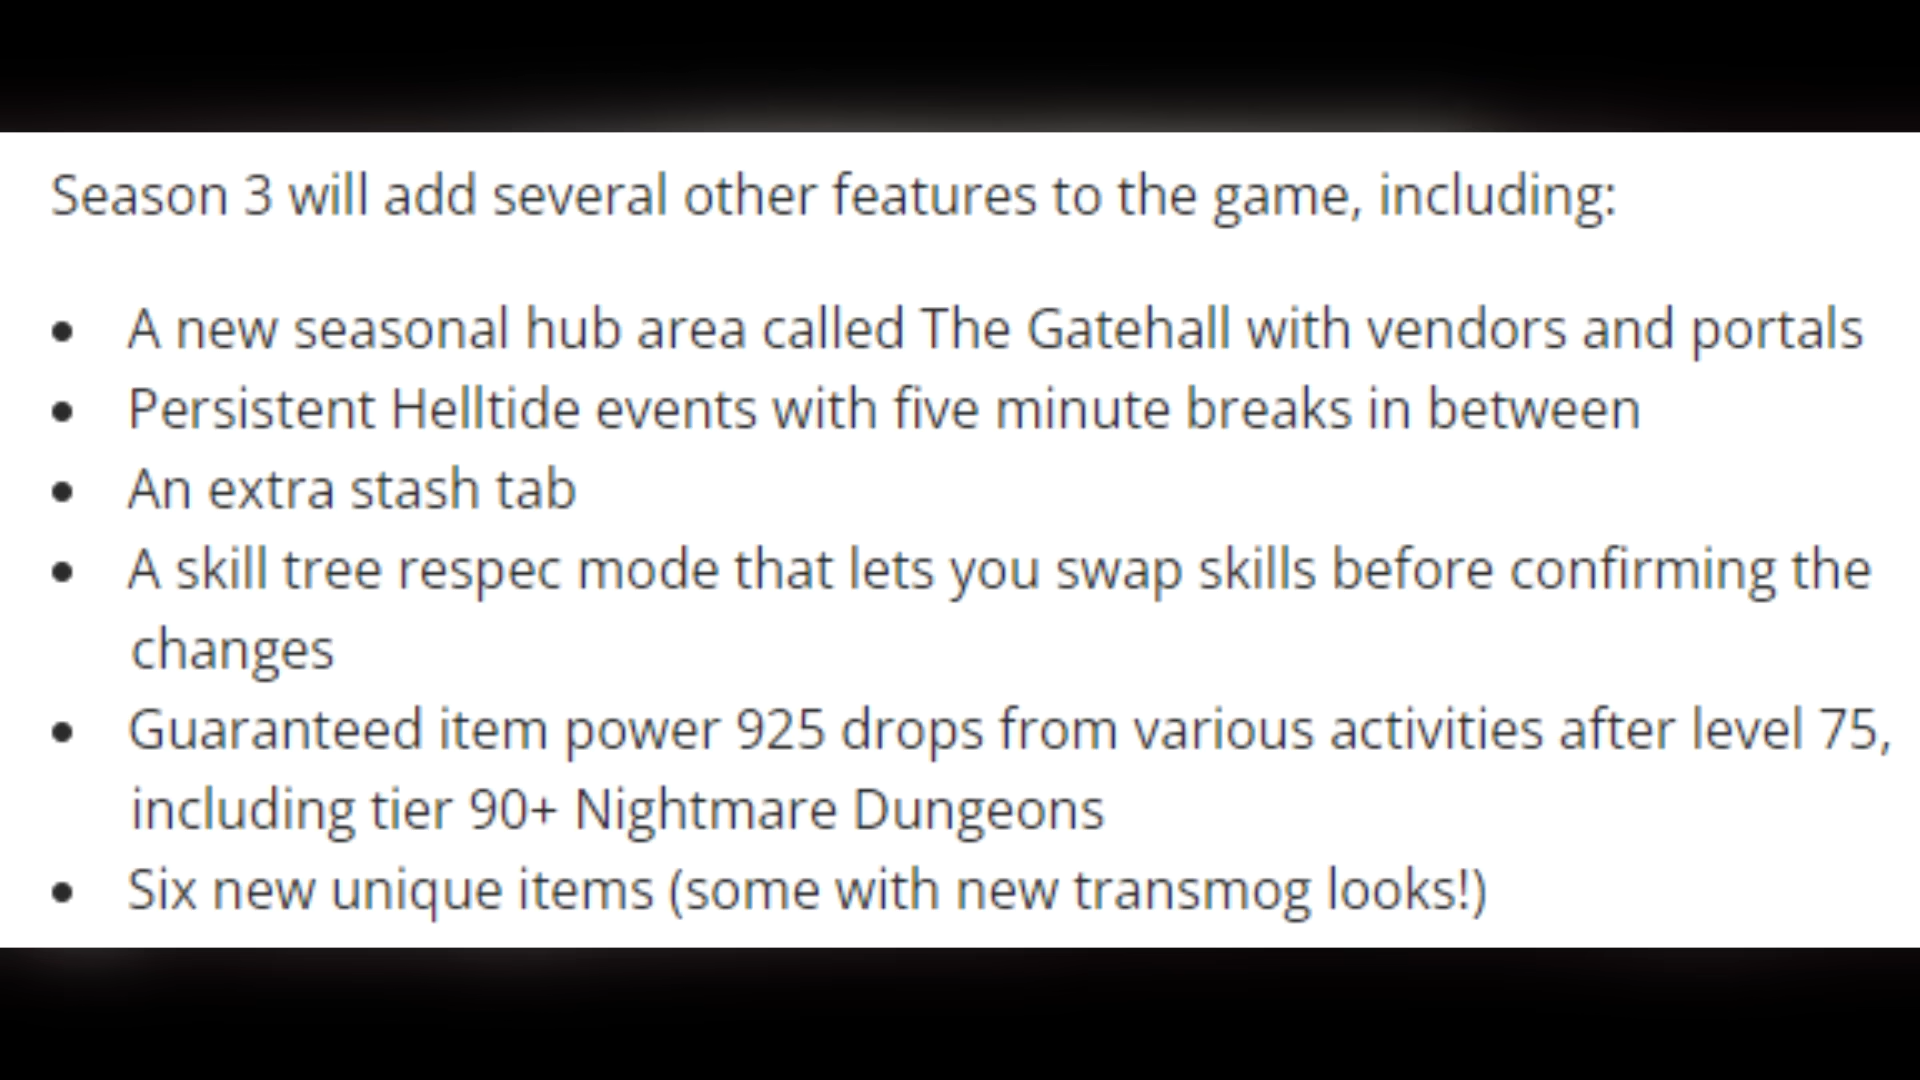 Season 3 will add several other features to the game, including:
• A new seasonal hub area called The Gatehall with vendors and portals
• Persistent Helltide events with five minute breaks in between
• An extra stash tab
• A skill tree respec mode that lets you swap skills before confirming the
changes
• Guaranteed item power 925 drops from various activities after level 75,
including tier 90+ Nightmare Dungeons
• Six new unique items (some with new transmog looks!)